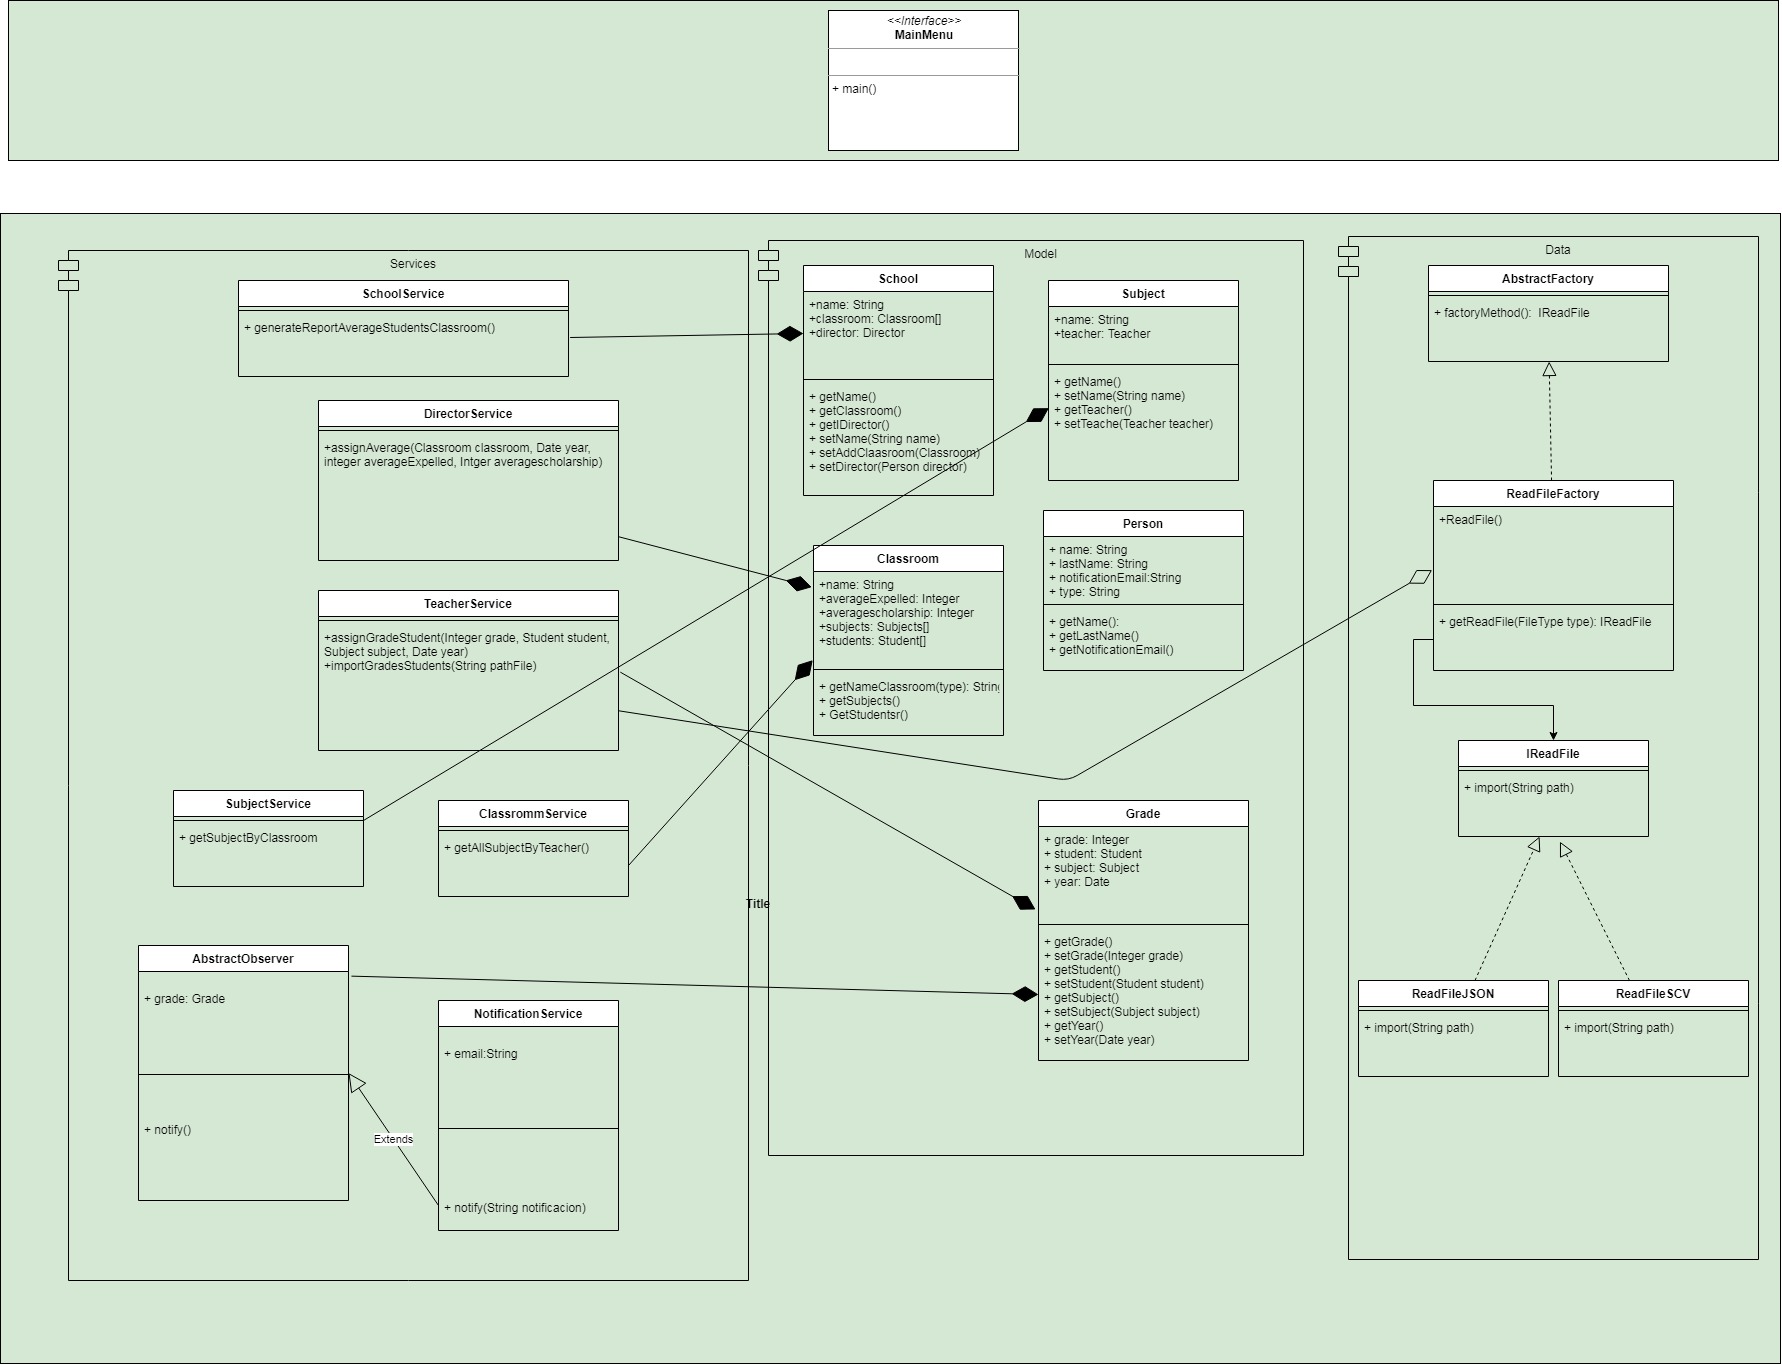 <<Interface>>
MainMenu
+ main()
Services
SchoolService
+ generateReportAverageStudentsClassroom()
DirectorService
+assignAverage(Classroom classroom, Date year,
integer averageExpelled, Intger averagescholarship)
TeacherService
+assignGradeStudent(Integer grade, Student student,
Subject subject, Date year)
+importGradesStudents(String pathFile)
SubjectService
+ getSubjectByClassroom
ClassrommService
+ getAllSubjectByTeacher()
AbstractObserver
+ grade: Grade
+ notify()
Extends
NotificationService
+ email:String
+ notify(String notificacion)
Title
Model
School
+name: String
+classroom: Classroom[]
+director: Director
+ getName()
+ getClassroom()
+ getIDirector()
+ setName(String name)
+ setAddClaasroom(Classroom)
+ setDirector(Person director)
Subject
+name: String
+teacher: Teacher
+ getName()
+ setName(String name)
+ getTeacher()
+ setTeache(Teacher teacher)
Classroom
+name: String
+averageExpelled: Integer
+averagescholarship: Integer
+subjects: Subjects[]
+students: Student[]
+ getNameClassroom(type): String
+ getSubjects()
+ GetStudentsr()
Person
+ name: String
+ lastName: String
+ notificationEmail:String
+ type: String
+ getName():
+ getLastName()
+ getNotificationEmail()
Grade
+ grade: Integer
+ student: Student
+ subject: Subject
+ year: Date
+ getGrade()
+ setGrade(Integer grade)
+ getStudent()
+ setStudent(Student student)
+ getSubject()
+ setSubject(Subject subject)
+ getYear()
+ setYear(Date year)
Data
AbstractFactory
+ factoryMethod():  IReadFile
ReadFileFactory
+ReadFile()
+ getReadFile(FileType type): IReadFile
IReadFile
+ import(String path)
ReadFileJSON
+ import(String path)
ReadFileSCV
+ import(String path)